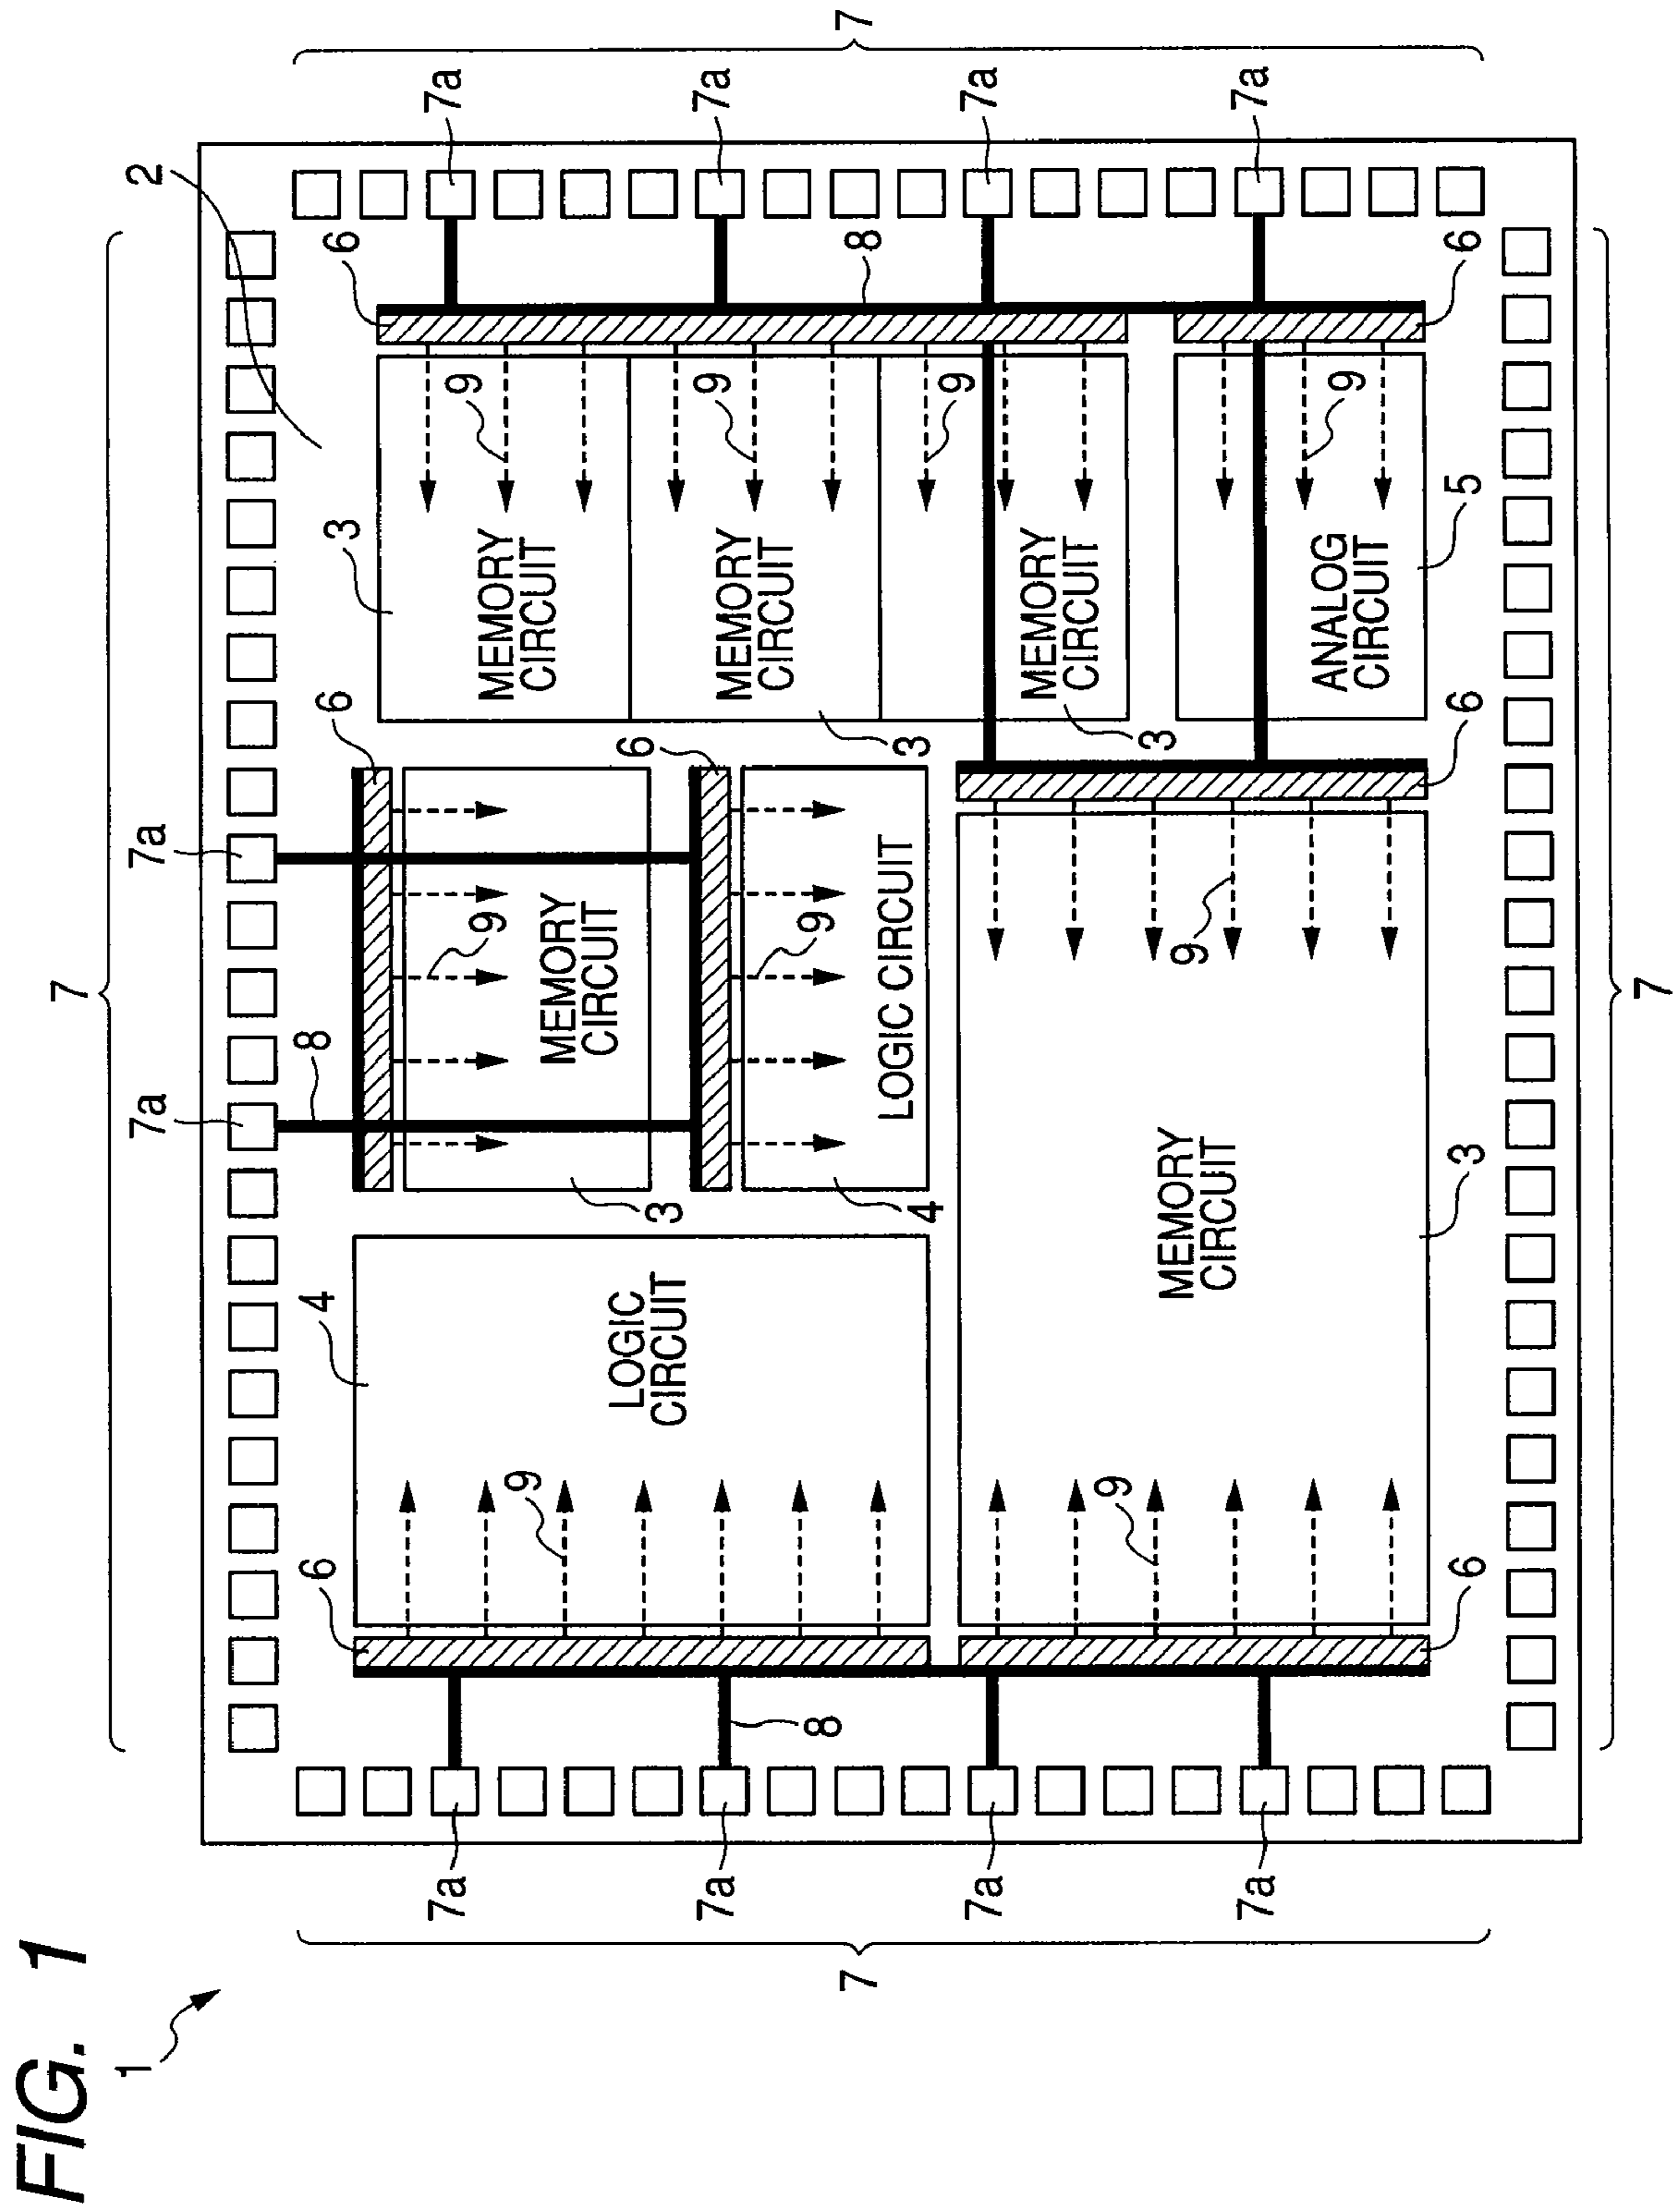 FIG. 1
7
1
7a
7a
2
6
4
8
6
3
6
7a
9
7a
9
9
MEMORY
CIRCUIT
MEMORY
CIRCUIT
LOGIC
CIRCUIT
6
3
7a
9
7a
MEMORY
CIRCUIT
8
9
7
8
7
LOGIC CIRCUIT
3
4
9
7a
7a
MEMORY
CIRCUIT
9
3
9
MEMORY
CIRCUIT
7a
7a
9
ANALOG
CIRCUIT
6
3
6
5
6
7